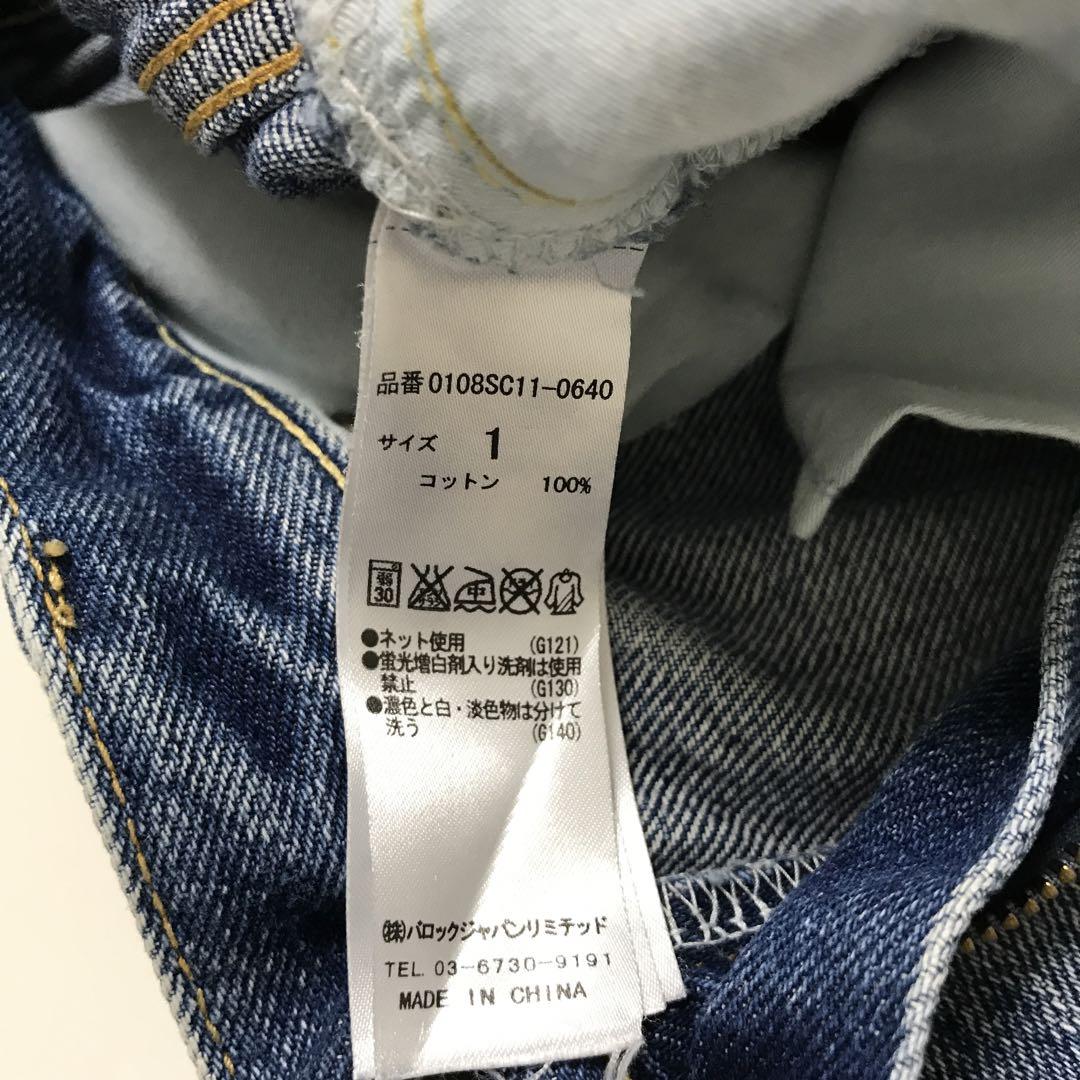 品番0108SC11-0640
サイズ 1
コットン 100%
弱
30
中
●ネット使用 (G121)
●蛍光増白剤入り洗剤は使用
禁止 (G130)
●濃色と白・淡色物は分けて
洗う (G140)
㈱バロックジャパンリミテッド
TEL. 03-6730-9191
MADE IN CHINA